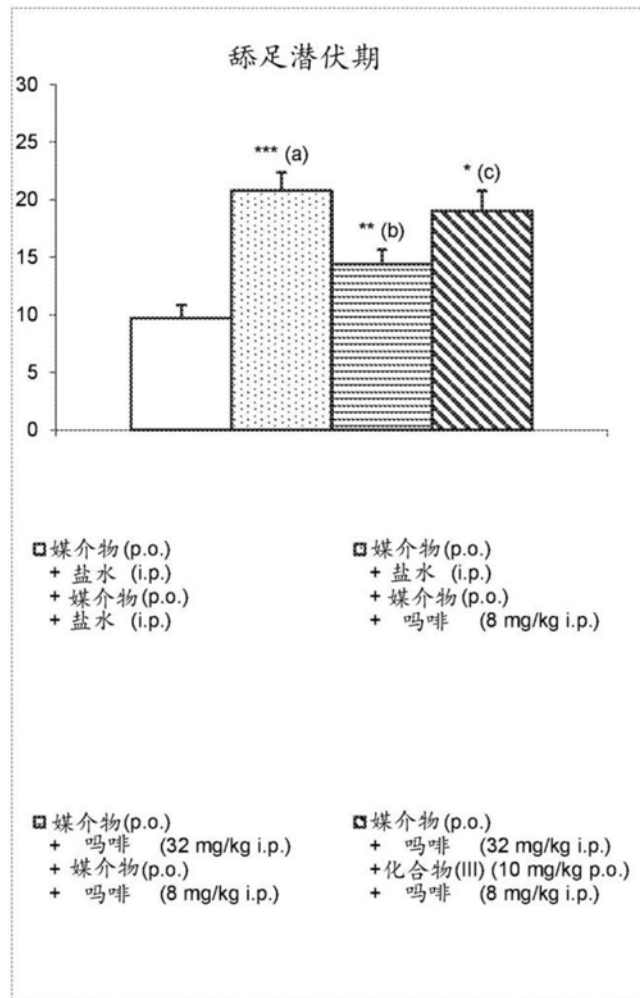 舔足潜伏期
30
25
20
15
10
5
0
*** (a)
** (b)
* (c)
媒介物(p.o.)
+ 盐水 (i.p.)
+ 媒介物(p.o.)
+ 盐水 (i.p.)
媒介物(p.o.)
+ 盐水 (i.p.)
+ 媒介物(p.o.)
+ 吗啡 (8 mg/kg i.p.)
媒介物(p.o.)
+ 吗啡 (32 mg/kg i.p.)
+ 媒介物(p.o.)
+ 吗啡 (8 mg/kg i.p.)
媒介物(p.o.)
+ 吗啡 (32 mg/kg i.p.)
+化合物(III) (10 mg/kg p.o.)
+ 吗啡 (8 mg/kg i.p.)